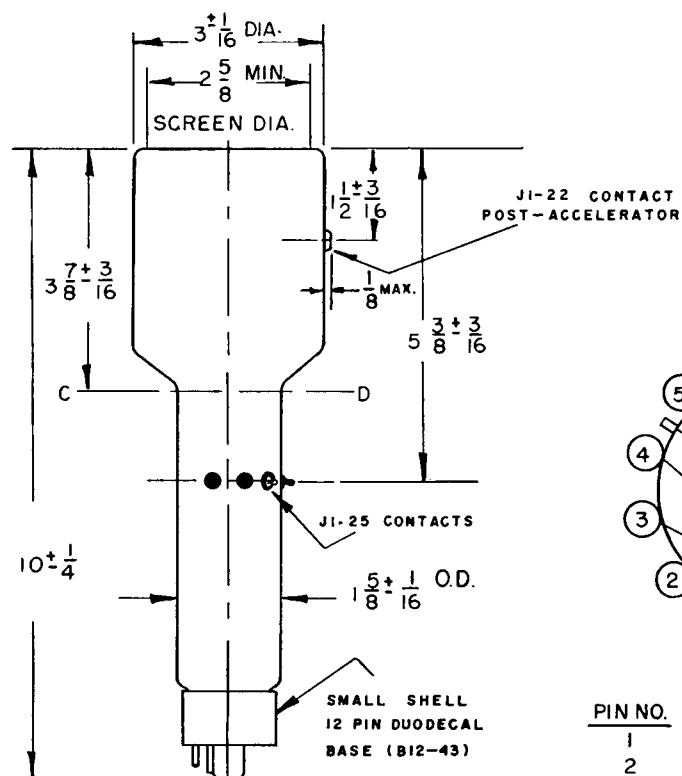 3 ± 1/16 DIA.
2 5/8 MIN.
SCREEN DIA.
1 1/2 ± 3/16
J1-22 CONTACT
POST-ACCELERATOR
1/8 MAX.
3 7/8 ± 3/16
5 3/8 ± 3/16
C D
5
4
3
2
J1-25 CONTACTS
10 ± 1/4
1 5/8 ± 1/16 O.D.
SMALL SHELL
12 PIN DUODECAL
BASE (B12-43)
PIN NO.
1
2